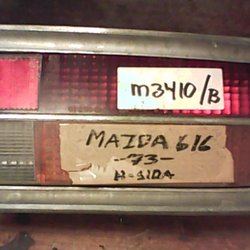 M3410/B
MAZDA 616
-73-
H-SIDA